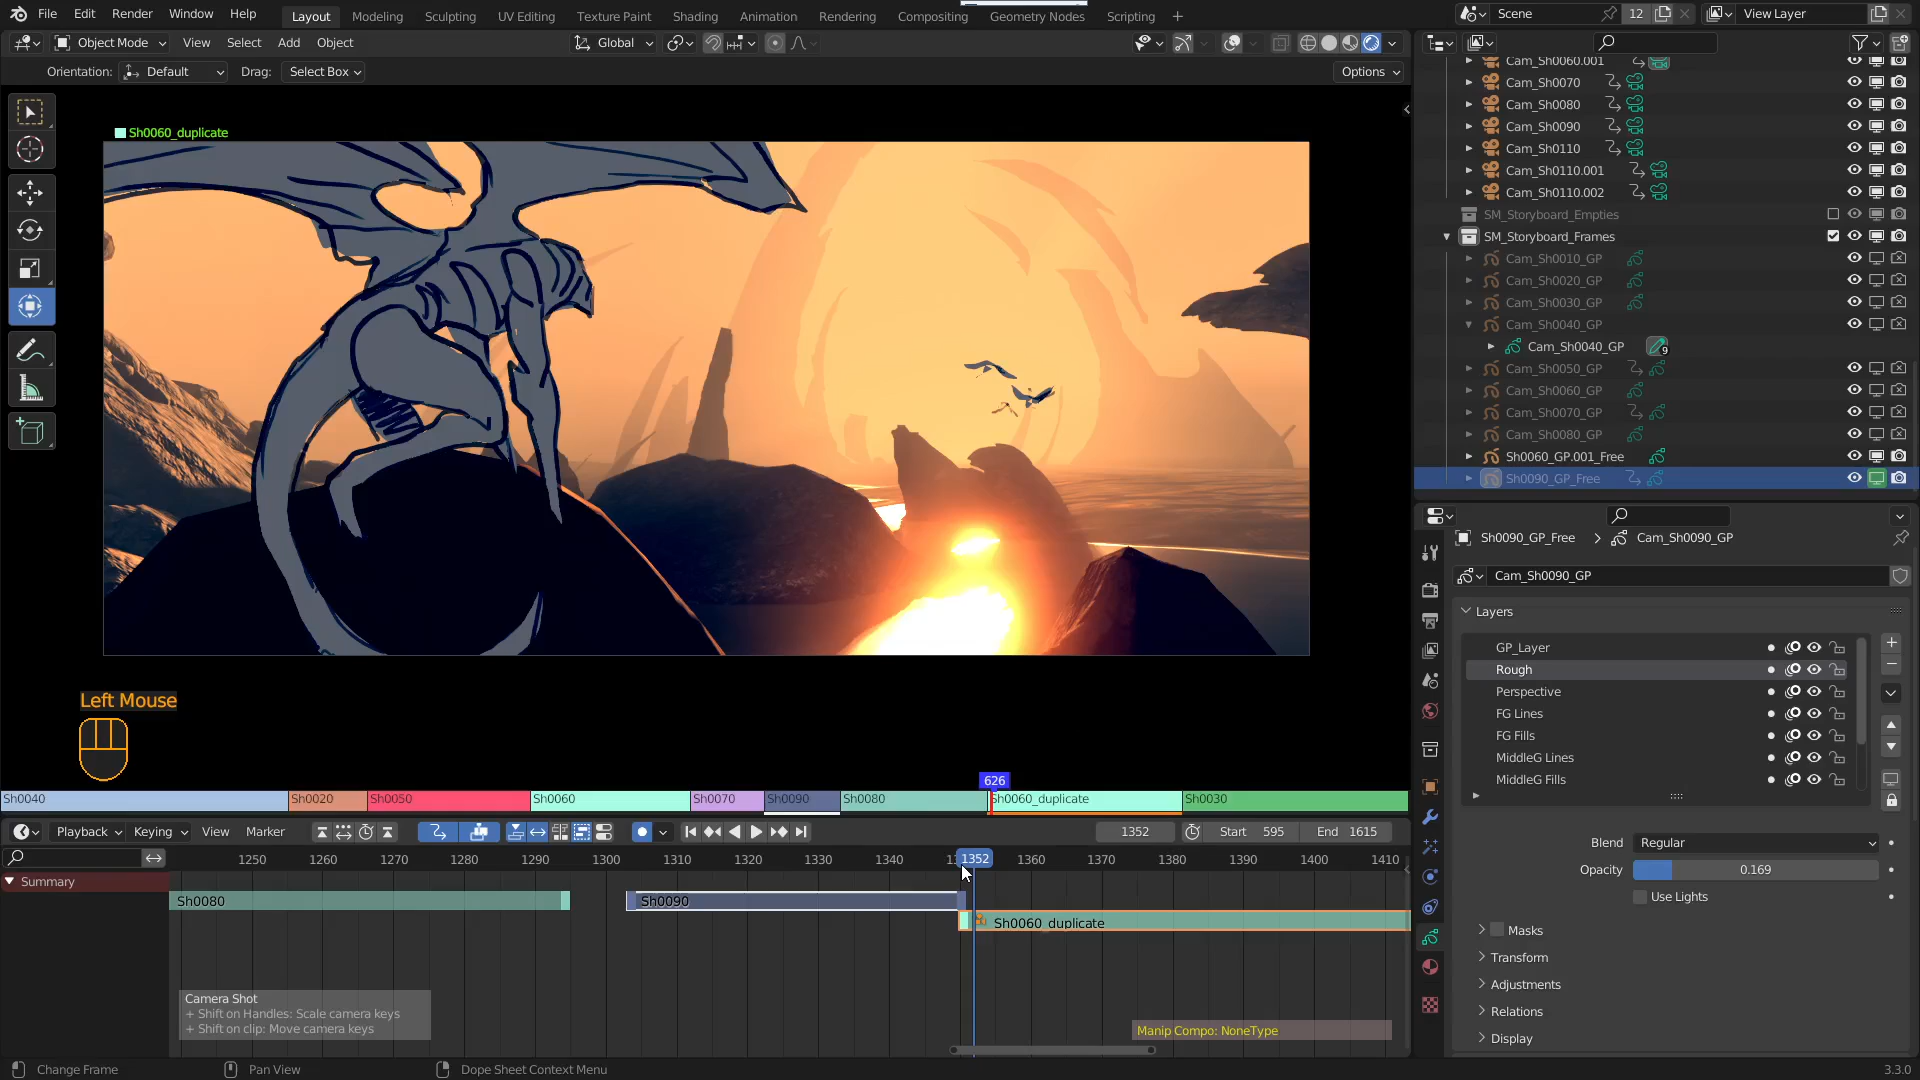 File Edit Render Window Help Layout Modeling Sculpting UV Editing Texture Paint Shading Animation Rendering Compositing Geometry Nodes Scripting Scene 12 View Layer
Object Mode View Select Add Object Global
Orientation: Default Drag: Select Box Options
Sh0060_duplicate
Cam_Sh0060.001
Cam_Sh0070
Cam_Sh0080
Cam_Sh0090
Cam_Sh0110
Cam_Sh0110.001
Cam_Sh0110.002
SM_Storyboard_Empties
SM_Storyboard_Frames
Cam_Sh0010_GP
Cam_Sh0020_GP
Cam_Sh0030_GP
Cam_Sh0040_GP
Cam_Sh0040_GP 9
Cam_Sh0050_GP
Cam_Sh0060_GP
Cam_Sh0070_GP
Cam_Sh0080_GP
Sh0060_GP.001_Free
Sh0090_GP_Free
Sh0090_GP_Free Cam_Sh0090_GP
Cam_Sh0090_GP
Layers
GP_Layer
Rough
Perspective
FG Lines
FG Fills
MiddleG Lines
MiddleG Fills
Blend Regular
Opacity 0.169
Use Lights
Masks
Transform
Adjustments
Relations
Display
Left Mouse
626
Sh0040 Sh0020 Sh0050 Sh0060 Sh0070 Sh0090 Sh0080 Sh0060_duplicate Sh0030
Playback Keying View Marker 1352 Start 595 End 1615
1250 1260 1270 1280 1290 1300 1310 1320 1330 1340 1352 1360 1370 1380 1390 1400 1410
Summary
Sh0080 Sh0090
Sh0060_duplicate
Camera Shot
+ Shift on Handles: Scale camera keys
+ Shift on clip: Move camera keys
Manip Compo: NoneType
Change Frame Pan View Dope Sheet Context Menu 3.3.0